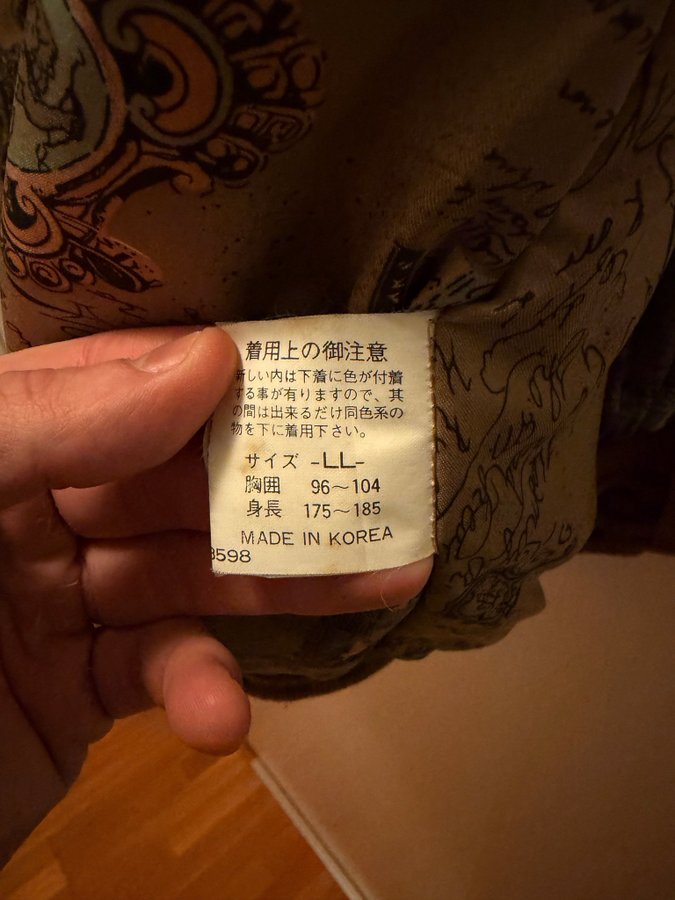 着用上の御注意
新しい内は下着に色が付着
する事が有りますので、其
の間は出来るだけ同色系の
物を下に着用下さい。
サイズ -LL-
胸囲 96～104
身長 175～185
MADE IN KOREA
3598